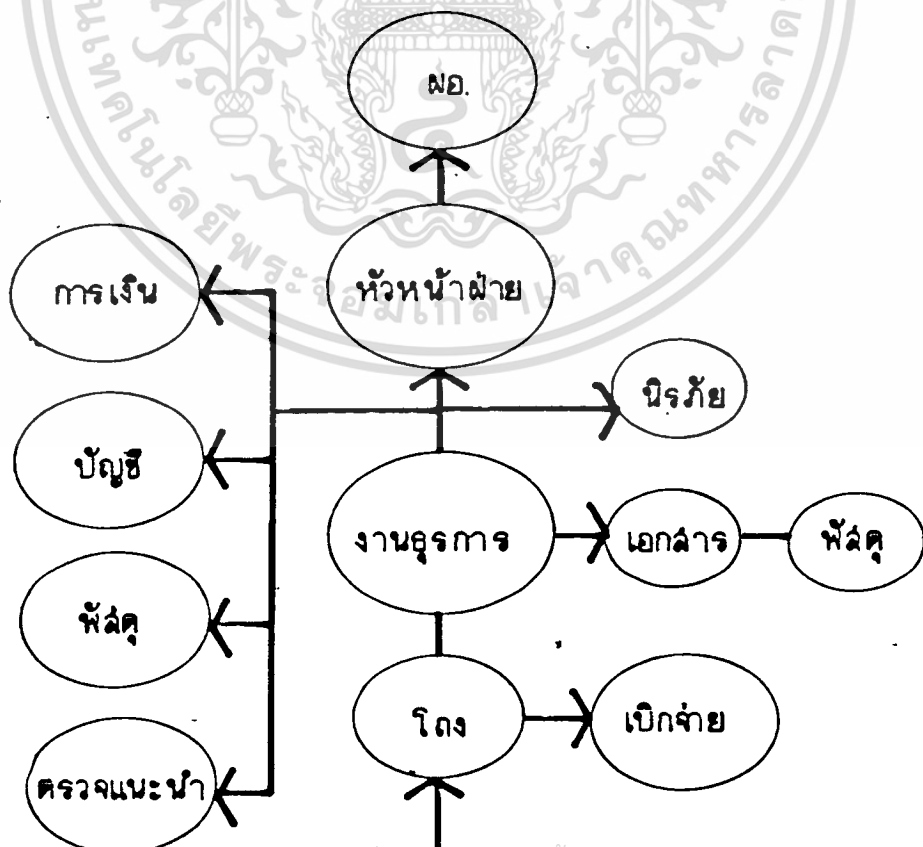 ผอ.
หัวหน้าฝ่าย
การเงิน
นิรภัย
บัญชี
งานธุรการ
เอกสาร
พัสดุ
พัสดุ
โถง
เบิกจ่าย
ตรวจแนะนำ